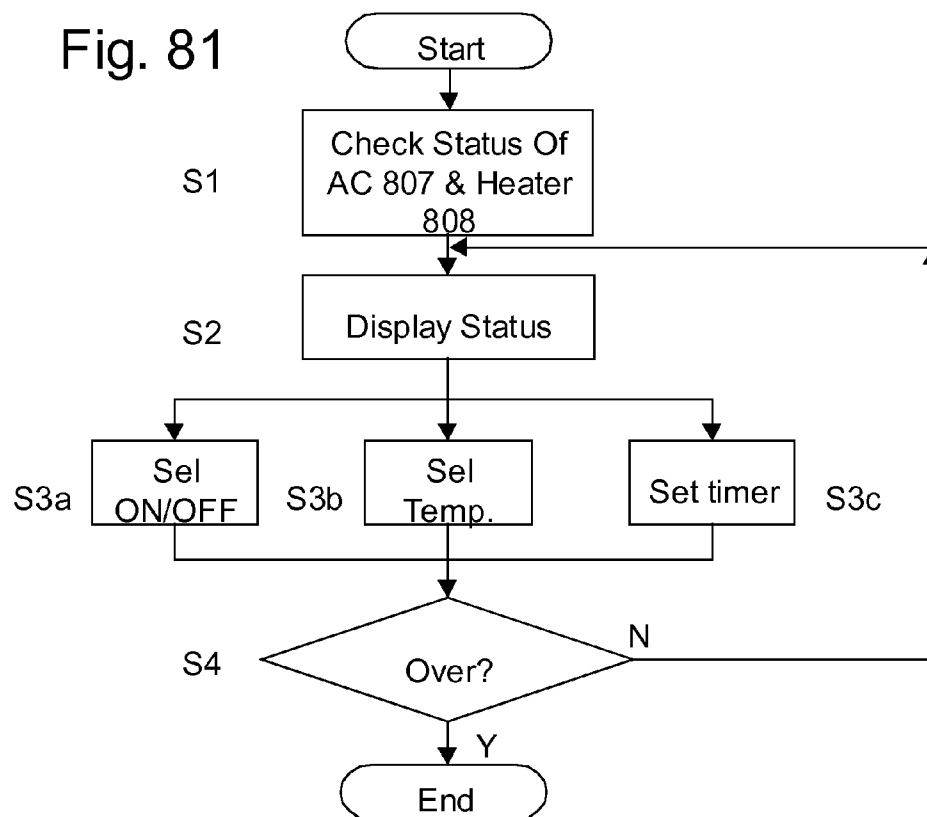 Fig. 81
Start
S1
Check Status Of
AC 807 & Heater
808
S2
Display Status
S3a
Sel
ON/OFF
S3b
Sel
Temp.
Set timer
S3c
S4
Over?
N
Y
End